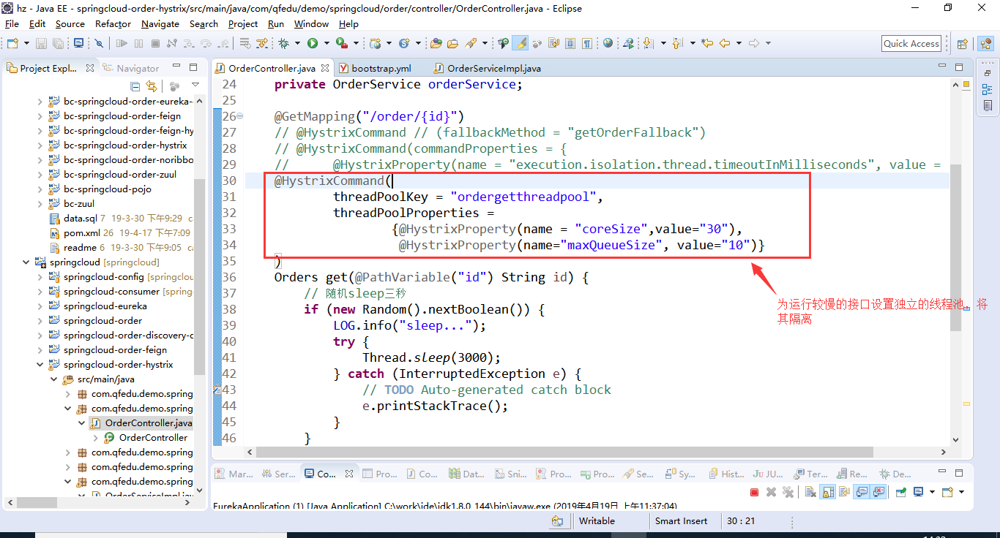 hz - Java EE - springcloud-order-hystrix/src/main/java/com/qfedu/demo/springcloud/order/controller/OrderController.java - Eclipse
File Edit Source Refactor Navigate Search Project Run Window Help
Quick Access
Project Expl... Navigator
bc-springcloud-order-eureka-
bc-springcloud-order-feign
bc-springcloud-order-feign-hy
bc-springcloud-order-hystrix
bc-springcloud-order-noribbo
bc-springcloud-order-zuul
bc-springcloud-pojo
bc-zuul
data.sql 7 19-3-30 下午9:29 ca
pom.xml 26 19-4-17 下午7:09
readme 6 19-3-30 下午9:05 ca
springcloud [springcloud]
springcloud-config [springclou
springcloud-consumer [springc
springcloud-eureka
springcloud-order
springcloud-order-discovery-c
springcloud-order-feign
springcloud-order-hystrix
src/main/java
com.qfedu.demo.spring
com.qfedu.demo.spring
OrderController.java
OrderController
com.qfedu.demo.spring
com.qfedu.demo.spring
com.qfedu.demo.spring
OrderServiceImpl.jav
OrderController.java bootstrap.yml OrderServiceImpl.java
24 private OrderService orderService;
25
26 @GetMapping("/order/{id}")
27 // @HystrixCommand // (fallbackMethod = "getOrderFallback")
28 // @HystrixCommand(commandProperties = {
29 // @HystrixProperty(name = "execution.isolation.thread.timeoutInMilliseconds", value =
30 @HystrixCommand(
31 threadPoolKey = "ordergetthreadpool",
32 threadPoolProperties =
33 {@HystrixProperty(name = "coreSize",value="30"),
34 @HystrixProperty(name="maxQueueSize", value="10")}
35 )
36 Orders get(@PathVariable("id") String id) {
37 // 随机sleep三秒
38 if (new Random().nextBoolean()) {
39 LOG.info("sleep...");
40 try {
41 Thread.sleep(3000);
42 } catch (InterruptedException e) {
43 // TODO Auto-generated catch block
44 e.printStackTrace();
45 }
46 }
为运行较慢的接口设置独立的线程池，将
其隔离
Mar... Ser... Co... Pro... Co... Dat... Sni... Pro... Pro... Se... Sy... Hist... JU JU... Ter... Re... De...
EurekaApplication (1) [Java Application] C:\work\ide\jdk1.8.0_144\bin\javaw.exe (2019年4月19日 上午11:37:04)
Writable Smart Insert 30 : 21